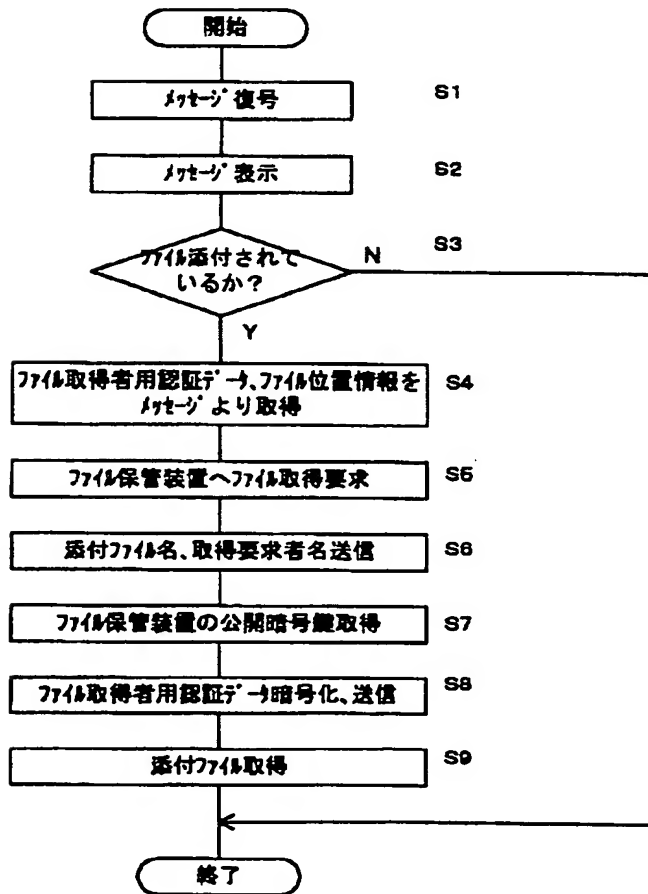 開始
ﾒｯｾｰｼﾞ復号 S1
ﾒｯｾｰｼﾞ表示 S2
ﾌｧｲﾙ添付されて
いるか？
N
S3
Y
ﾌｧｲﾙ取得者用認証ﾃﾞｰﾀ､ﾌｧｲﾙ位置情報を
ﾒｯｾｰｼﾞより取得
S4
ﾌｧｲﾙ保管装置へﾌｧｲﾙ取得要求 S5
添付ﾌｧｲﾙ名､取得要求者名送信 S6
ﾌｧｲﾙ保管装置の公開暗号鍵取得 S7
ﾌｧｲﾙ取得者用認証ﾃﾞｰﾀ暗号化､送信 S8
添付ﾌｧｲﾙ取得 S9
終了